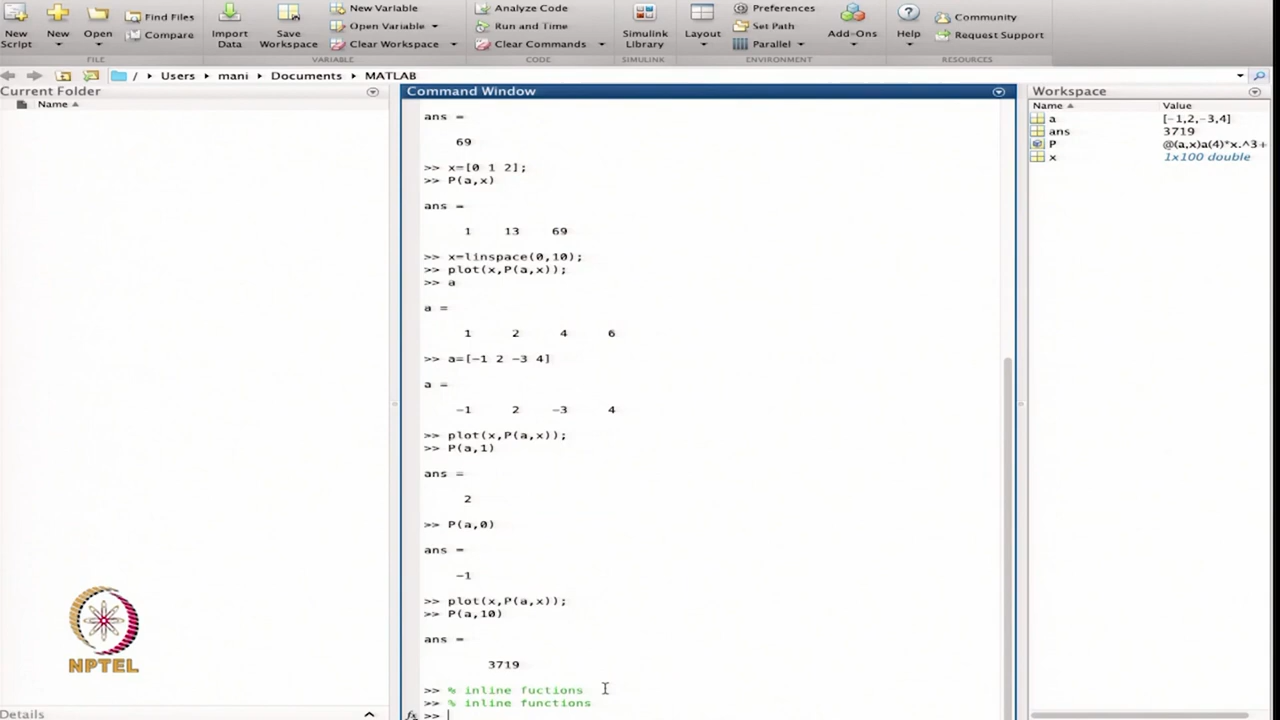 New Variable
Analyze Code
Preferences
Find Files
Community
Open Variable
Run and Time
Set Path
New Script
New
Open
Compare
Import Data
Save Workspace
Clear Workspace
Clear Commands
Simulink Library
Layout
Parallel
Add-Ons
Help
Request Support
FILE
VARIABLE
CODE
SIMULINK
ENVIRONMENT
RESOURCES
/ Users mani Documents MATLAB
Current Folder
Name
Command Window
ans =
69
>> x=[0 1 2];
>> P(a,x)
ans =
1 13 69
>> x=linspace(0,10);
>> plot(x,P(a,x));
>> a
a =
1 2 4 6
>> a=[-1 2 -3 4]
a =
-1 2 -3 4
>> plot(x,P(a,x));
>> P(a,1)
ans =
2
>> P(a,0)
ans =
-1
>> plot(x,P(a,x));
>> P(a,10)
ans =
3719
>> % inline fuctions
>> % inline functions
fx >>
Workspace
Name Value
a [-1,2,-3,4]
ans 3719
P @(a,x)a(4)*x.^3+
x 1x100 double
NPTEL
Details